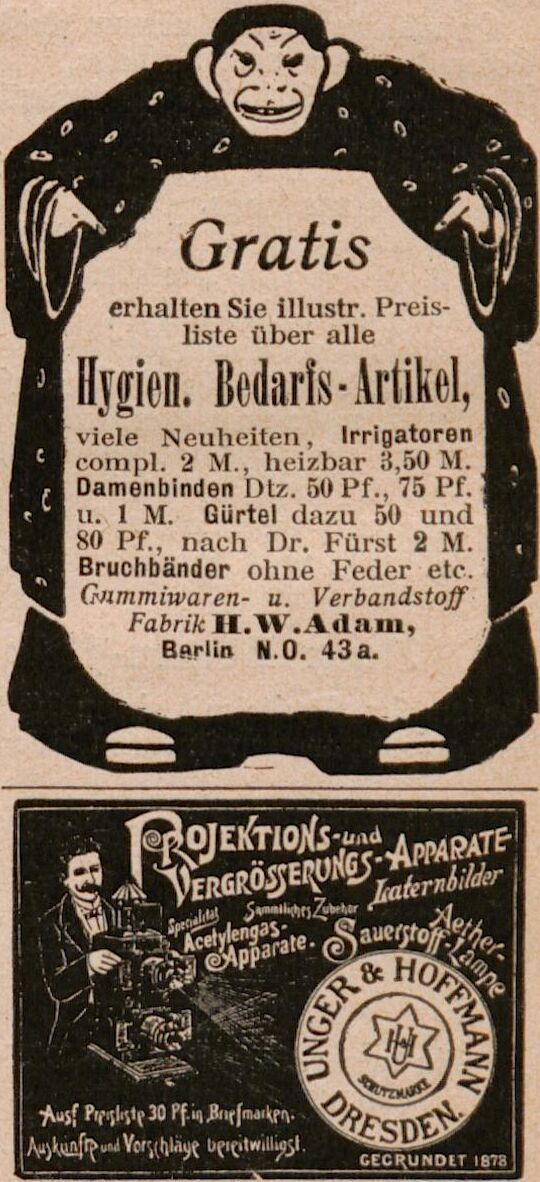 Gratis
erhalten Sie illustr. Preis-
liste über alle
Hygien. Bedarfs-Artikel,
viele Neuheiten, Irrigatoren
compl. 2 M., heizbar 3,50 M.
Damenbinden Dtz. 50 Pf., 75 Pf.
u. 1 M. Gürtel dazu 50 und
80 Pf., nach Dr. Fürst 2 M.
Bruchbänder ohne Feder etc.
Gummiwaren- u. Verbandstoff
Fabrik H. W. Adam,
Berlin N.O. 43a.
PROJEKTIONS- und
VERGRÖSSERUNGS-APPARATE
Laternbilder
Sämmtliches Zubehör
Specialität
Acetylengas-
Apparate.
Sauerstoff-
Aether-
Lampe
UNGER & HOFFMANN
H u H
SCHUTZMARKE
DRESDEN.
Ausf Preisliste 30 Pf. in Briefmarken.
Auskünfte und Vorschläge bereitwilligst.
GEGRÜNDET 1878